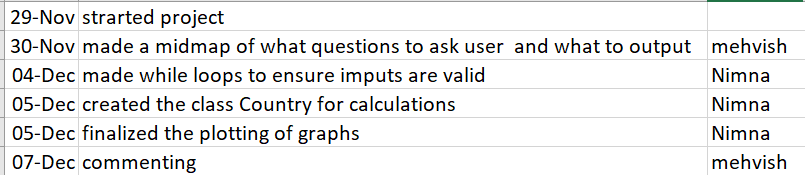 29-Nov strarted project
30-Nov made a midmap of what questions to ask user and what to output mehvish
04-Dec made while loops to ensure imputs are valid Nimna
05-Dec created the class Country for calculations Nimna
05-Dec finalized the plotting of graphs Nimna
07-Dec commenting mehvish